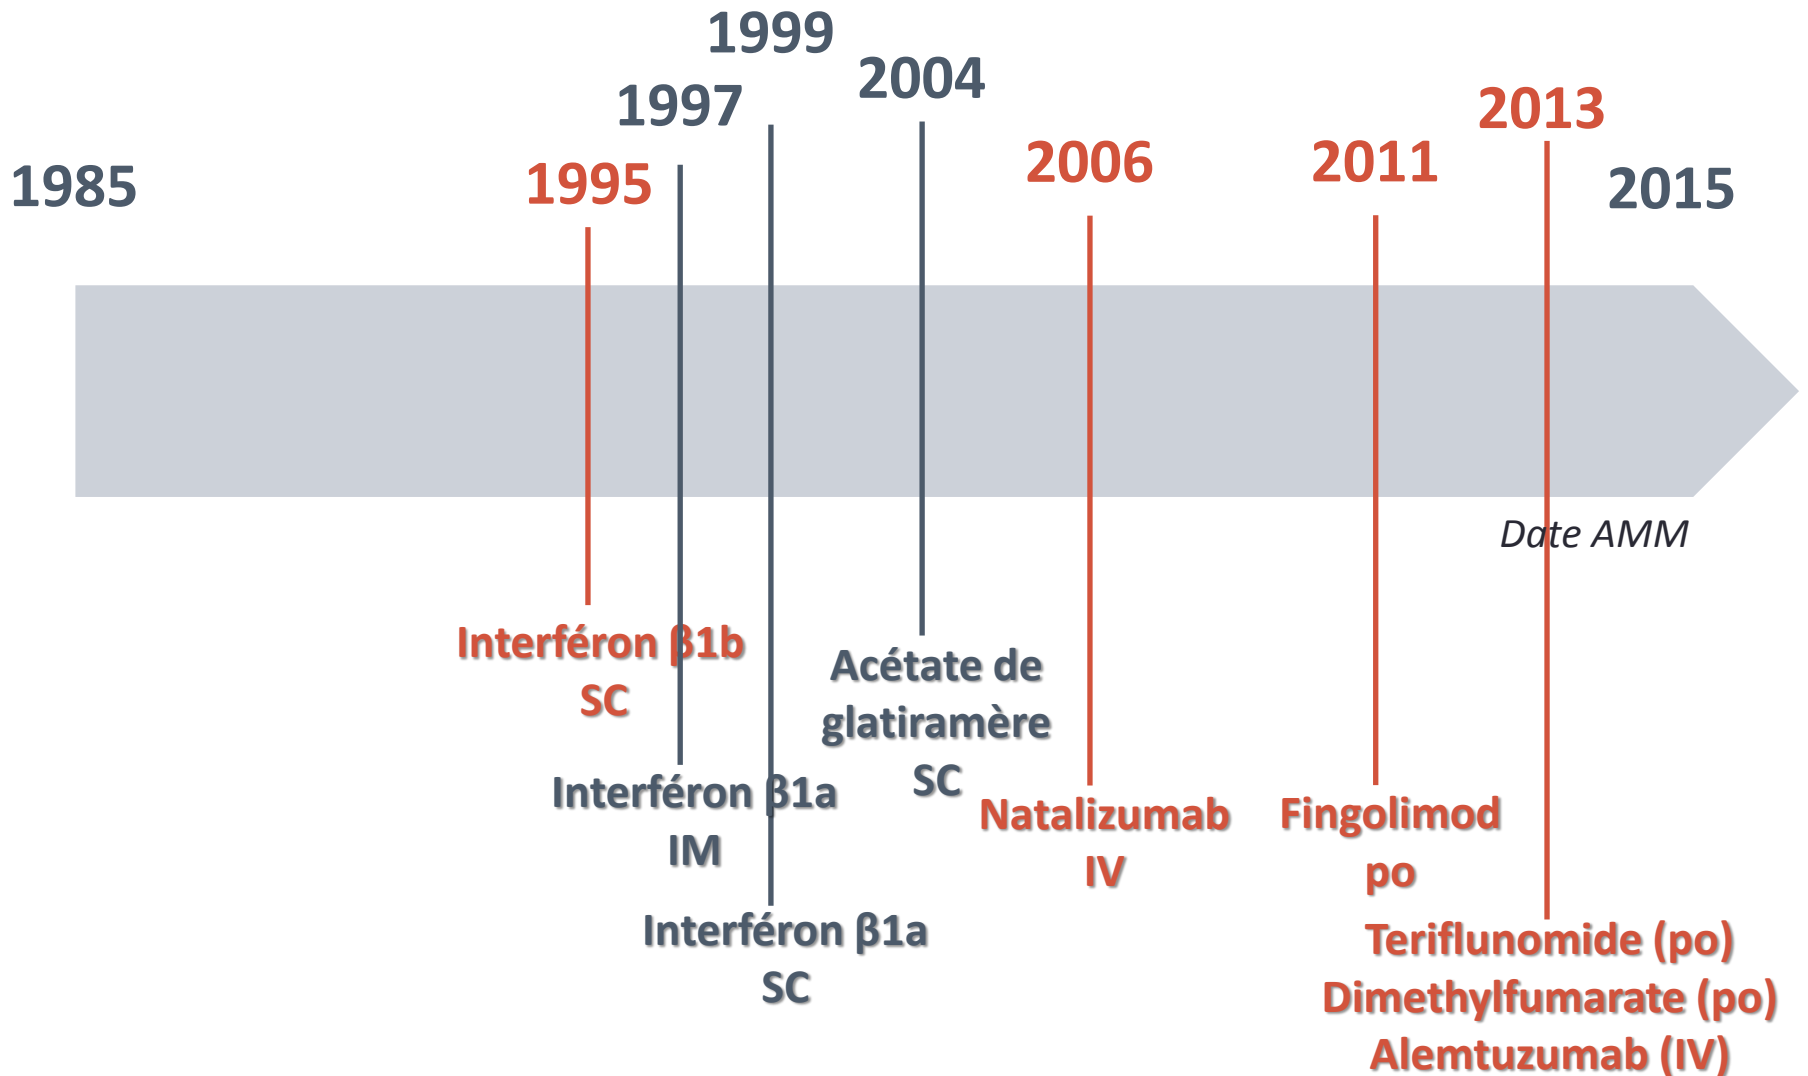 1985
1995
1997
1999
2004
2006
2011
2013
2015
Date AMM
Interféron β1b
SC
Interféron β1a
IM
Interféron β1a
SC
Acétate de
glatiramère
SC
Natalizumab
IV
Fingolimod
po
Teriflunomide (po)
Dimethylfumarate (po)
Alemtuzumab (IV)